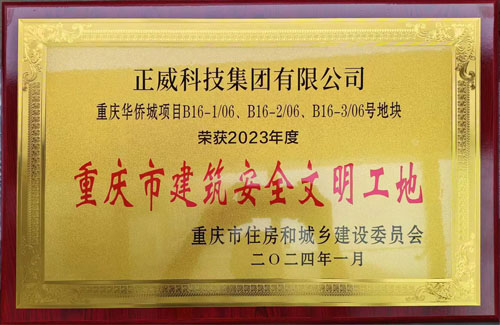 正威科技集团有限公司
重庆华侨城项目B16-1/06、B16-2/06、B16-3/06号地块
荣获2023年度
重庆市建筑安全文明工地
重庆市住房和城乡建设委员会
二〇二四年一月